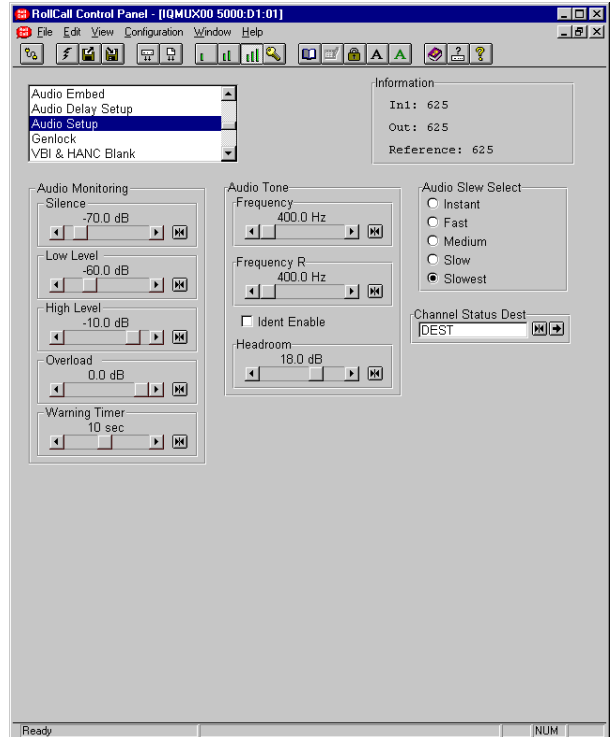 RollCall Control Panel - [IQMUX00 5000:D1:01]
File Edit View Configuration Window Help
A A
Audio Embed
Audio Delay Setup
Audio Setup
Genlock
VBI & HANC Blank
Information
In1: 625
Out: 625
Reference: 625
Audio Monitoring
Silence
-70.0 dB
Low Level
-60.0 dB
High Level
-10.0 dB
Overload
0.0 dB
Warning Timer
10 sec
Audio Tone
Frequency
400.0 Hz
Frequency R
400.0 Hz
Ident Enable
Headroom
18.0 dB
Audio Slew Select
Instant
Fast
Medium
Slow
Slowest
Channel Status Dest
DEST
Ready
NUM